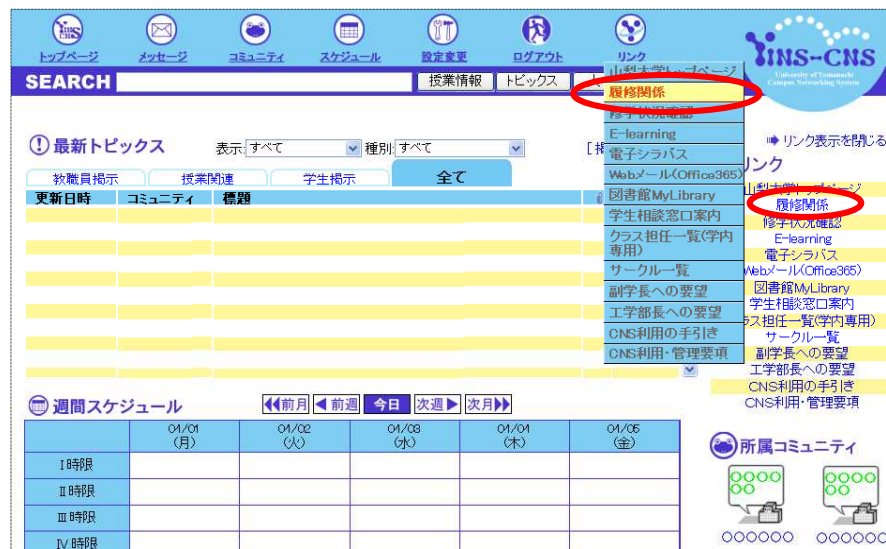 YINS CNS
トップページ
メッセージ
コミュニティ
スケジュール
設定変更
ログアウト
リンク
YINS-CNS
University of Yamanashi
Campus Networking System
SEARCH
授業情報
トピックス
山梨大学トップページ
履修関係
修学状況確認
E-learning
電子シラバス
Webメール(Office365)
図書館MyLibrary
学生相談窓口案内
クラス担任一覧(学内
専用)
サークル一覧
副学長への要望
工学部長への要望
CNS利用の手引き
CNS利用・管理要項
最新トピックス
表示: すべて
種別: すべて
教職員掲示
授業関連
学生掲示
全て
更新日時
コミュニティ
標題
リンク表示を閉じる
リンク
山梨大学トップページ
履修関係
修学状況確認
E-learning
電子シラバス
Webメール(Office365)
図書館MyLibrary
学生相談窓口案内
クラス担任一覧(学内専用)
サークル一覧
副学長への要望
工学部長への要望
CNS利用の手引き
CNS利用・管理要項
週間スケジュール
前月
前週
今日
次週
次月
04/01
(月)
04/02
(火)
04/03
(水)
04/04
(木)
04/05
(金)
I時限
II時限
III時限
IV時限
所属コミュニティ
○○○○
○○
○○○○
○○
○○○○○○
○○○○○○